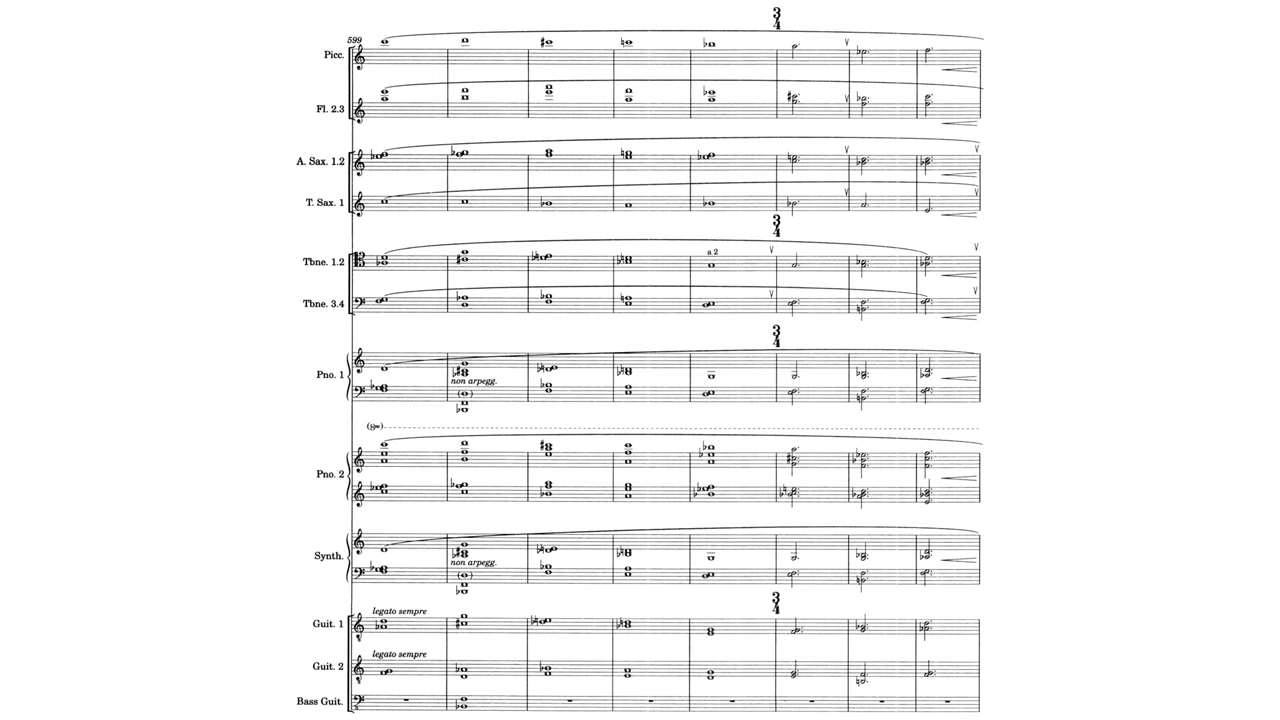 3
4
599
Picc.
Fl. 2.3
A. Sax. 1.2
T. Sax. 1
3
4
Tbne. 1.2
a 2
Tbne. 3.4
3
4
Pno. 1
non arpegg.
Pno. 2
Synth.
non arpegg.
3
4
legato sempre
Guit. 1
legato sempre
Guit. 2
8
Bass Guit.